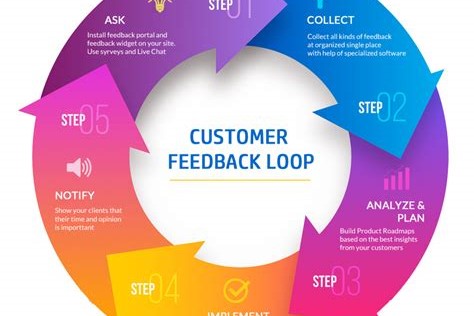 ASK
Install feedback portal and
feedback widget on your site.
Use syrveys and Live Chat
STEP 01
COLLECT
Collect all kinds of feedback
at organized single place
with help of specialized software
STEP 02
ANALYZE &
PLAN
Build Product Roadmaps
based on the best insights
from your customers
STEP 03
IMPLEMENT
STEP 04
NOTIFY
Show your clients that
their time and opinion
is importtant
STEP 05
CUSTOMER
FEEDBACK LOOP